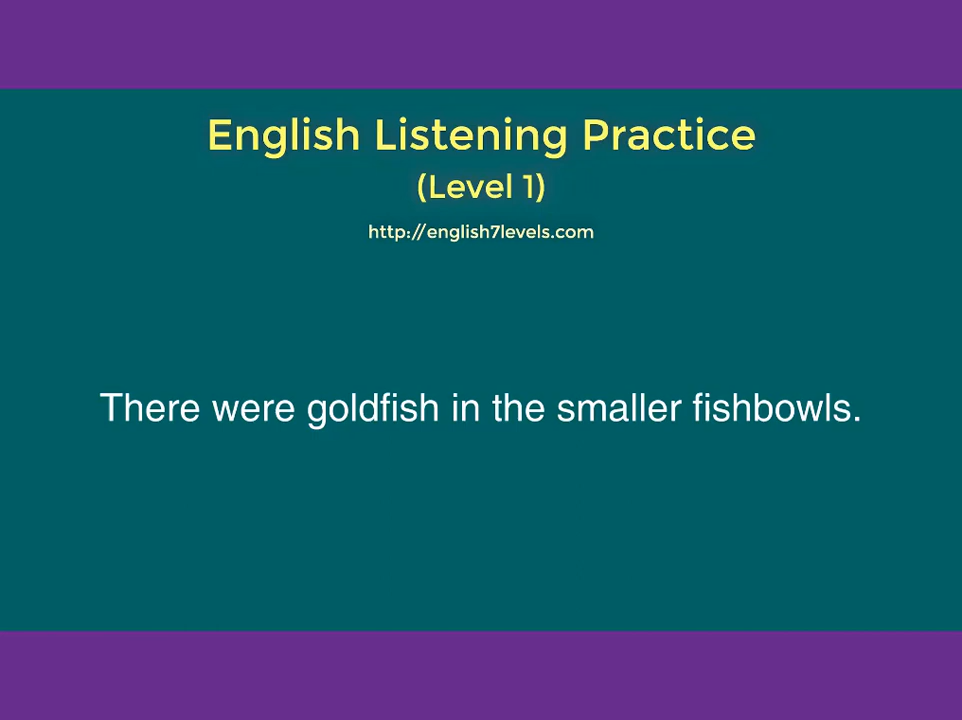 English Listening Practice
(Level 1)
http://english7levels.com
There were goldfish in the smaller fishbowls.